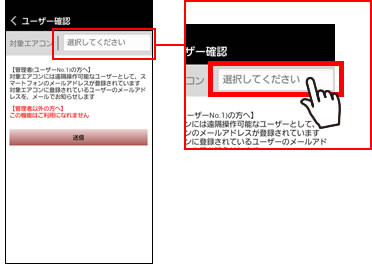 ユーザー確認
対象エアコン 選択してください
【管理者(ユーザーNo.1)の方へ】
対象エアコンには遠隔操作可能なユーザーとして、ス
マートフォンのメールアドレスが登録されています
対象エアコンに登録されているユーザーのメールアド
レスを、メールでお知らせします
【管理者以外の方へ】
この機能はご利用になれません
送信
ザー確認
コン 選択してください
ーザーNo.1)の方へ】
ンには遠隔操作可能なユーザーとして、
ンのメールアドレスが登録されています
ンに登録されているユーザーのメールアド